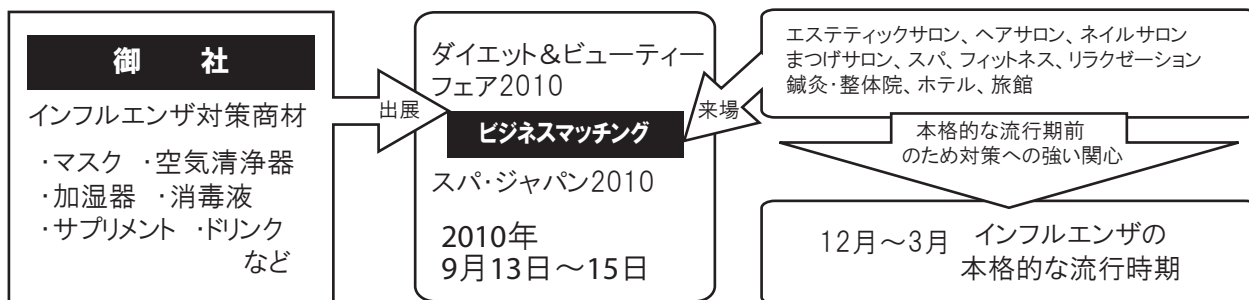 御 社
インフルエンザ対策商材
・マスク ・空気清浄器
・加湿器 ・消毒液
・サプリメント ・ドリンク
など
出展
ダイエット＆ビューティー
フェア2010
ビジネスマッチング
スパ・ジャパン2010
2010年
9月13日～15日
来場
エステティックサロン、ヘアサロン、ネイルサロン
まつげサロン、スパ、フィットネス、リラクゼーション
鍼灸・整体院、ホテル、旅館
本格的な流行期前
のため対策への強い関心
12月～3月 インフルエンザの
本格的な流行時期